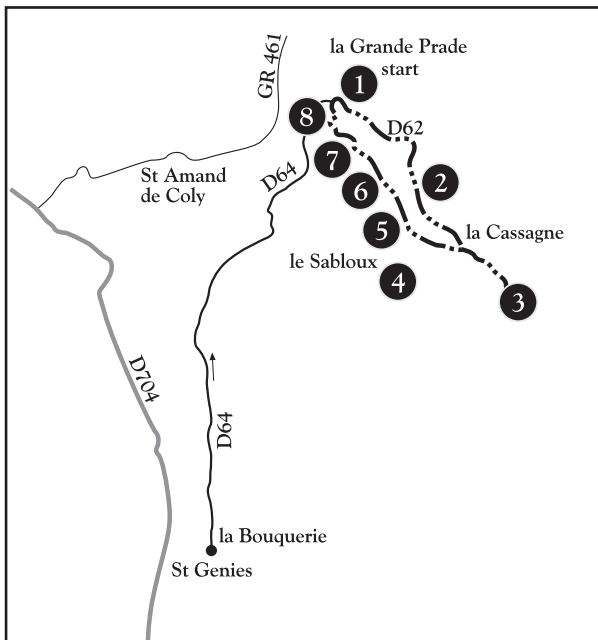 la Grande Prade
start
GR 461
1
8
D62
St Amand
de Coly
D64
7
2
6
5
la Cassagne
le Sabloux
4
3
D704
D64
la Bouquerie
St Genies